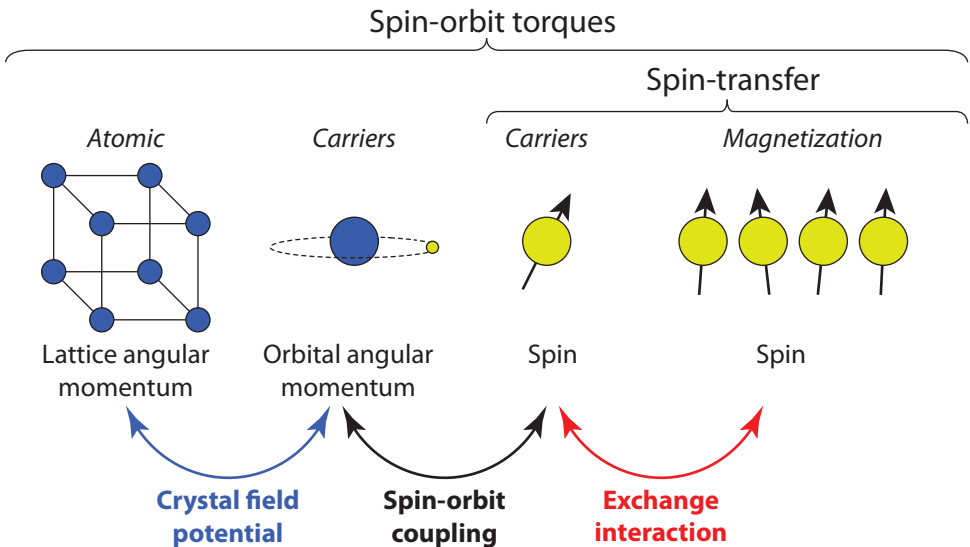 Spin-orbit torques
Spin-transfer
Atomic
Carriers
Carriers
Magnetization
Lattice angular
momentum
Orbital angular
momentum
Spin
Spin
Crystal field
potential
Spin-orbit
coupling
Exchange
interaction